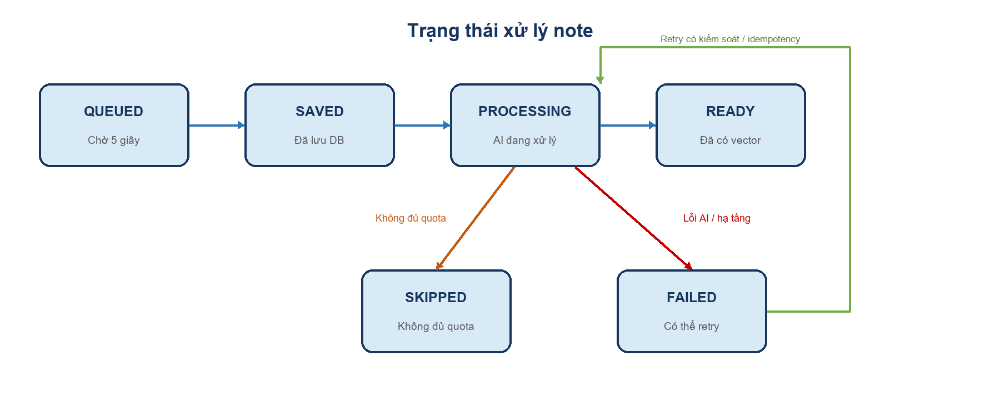 Trạng thái xử lý note
Retry có kiểm soát / idempotency
QUEUED
Chờ 5 giây
SAVED
Đã lưu DB
PROCESSING
AI đang xử lý
READY
Đã có vector
Không đủ quota
Lỗi AI / hạ tầng
SKIPPED
Không đủ quota
FAILED
Có thể retry